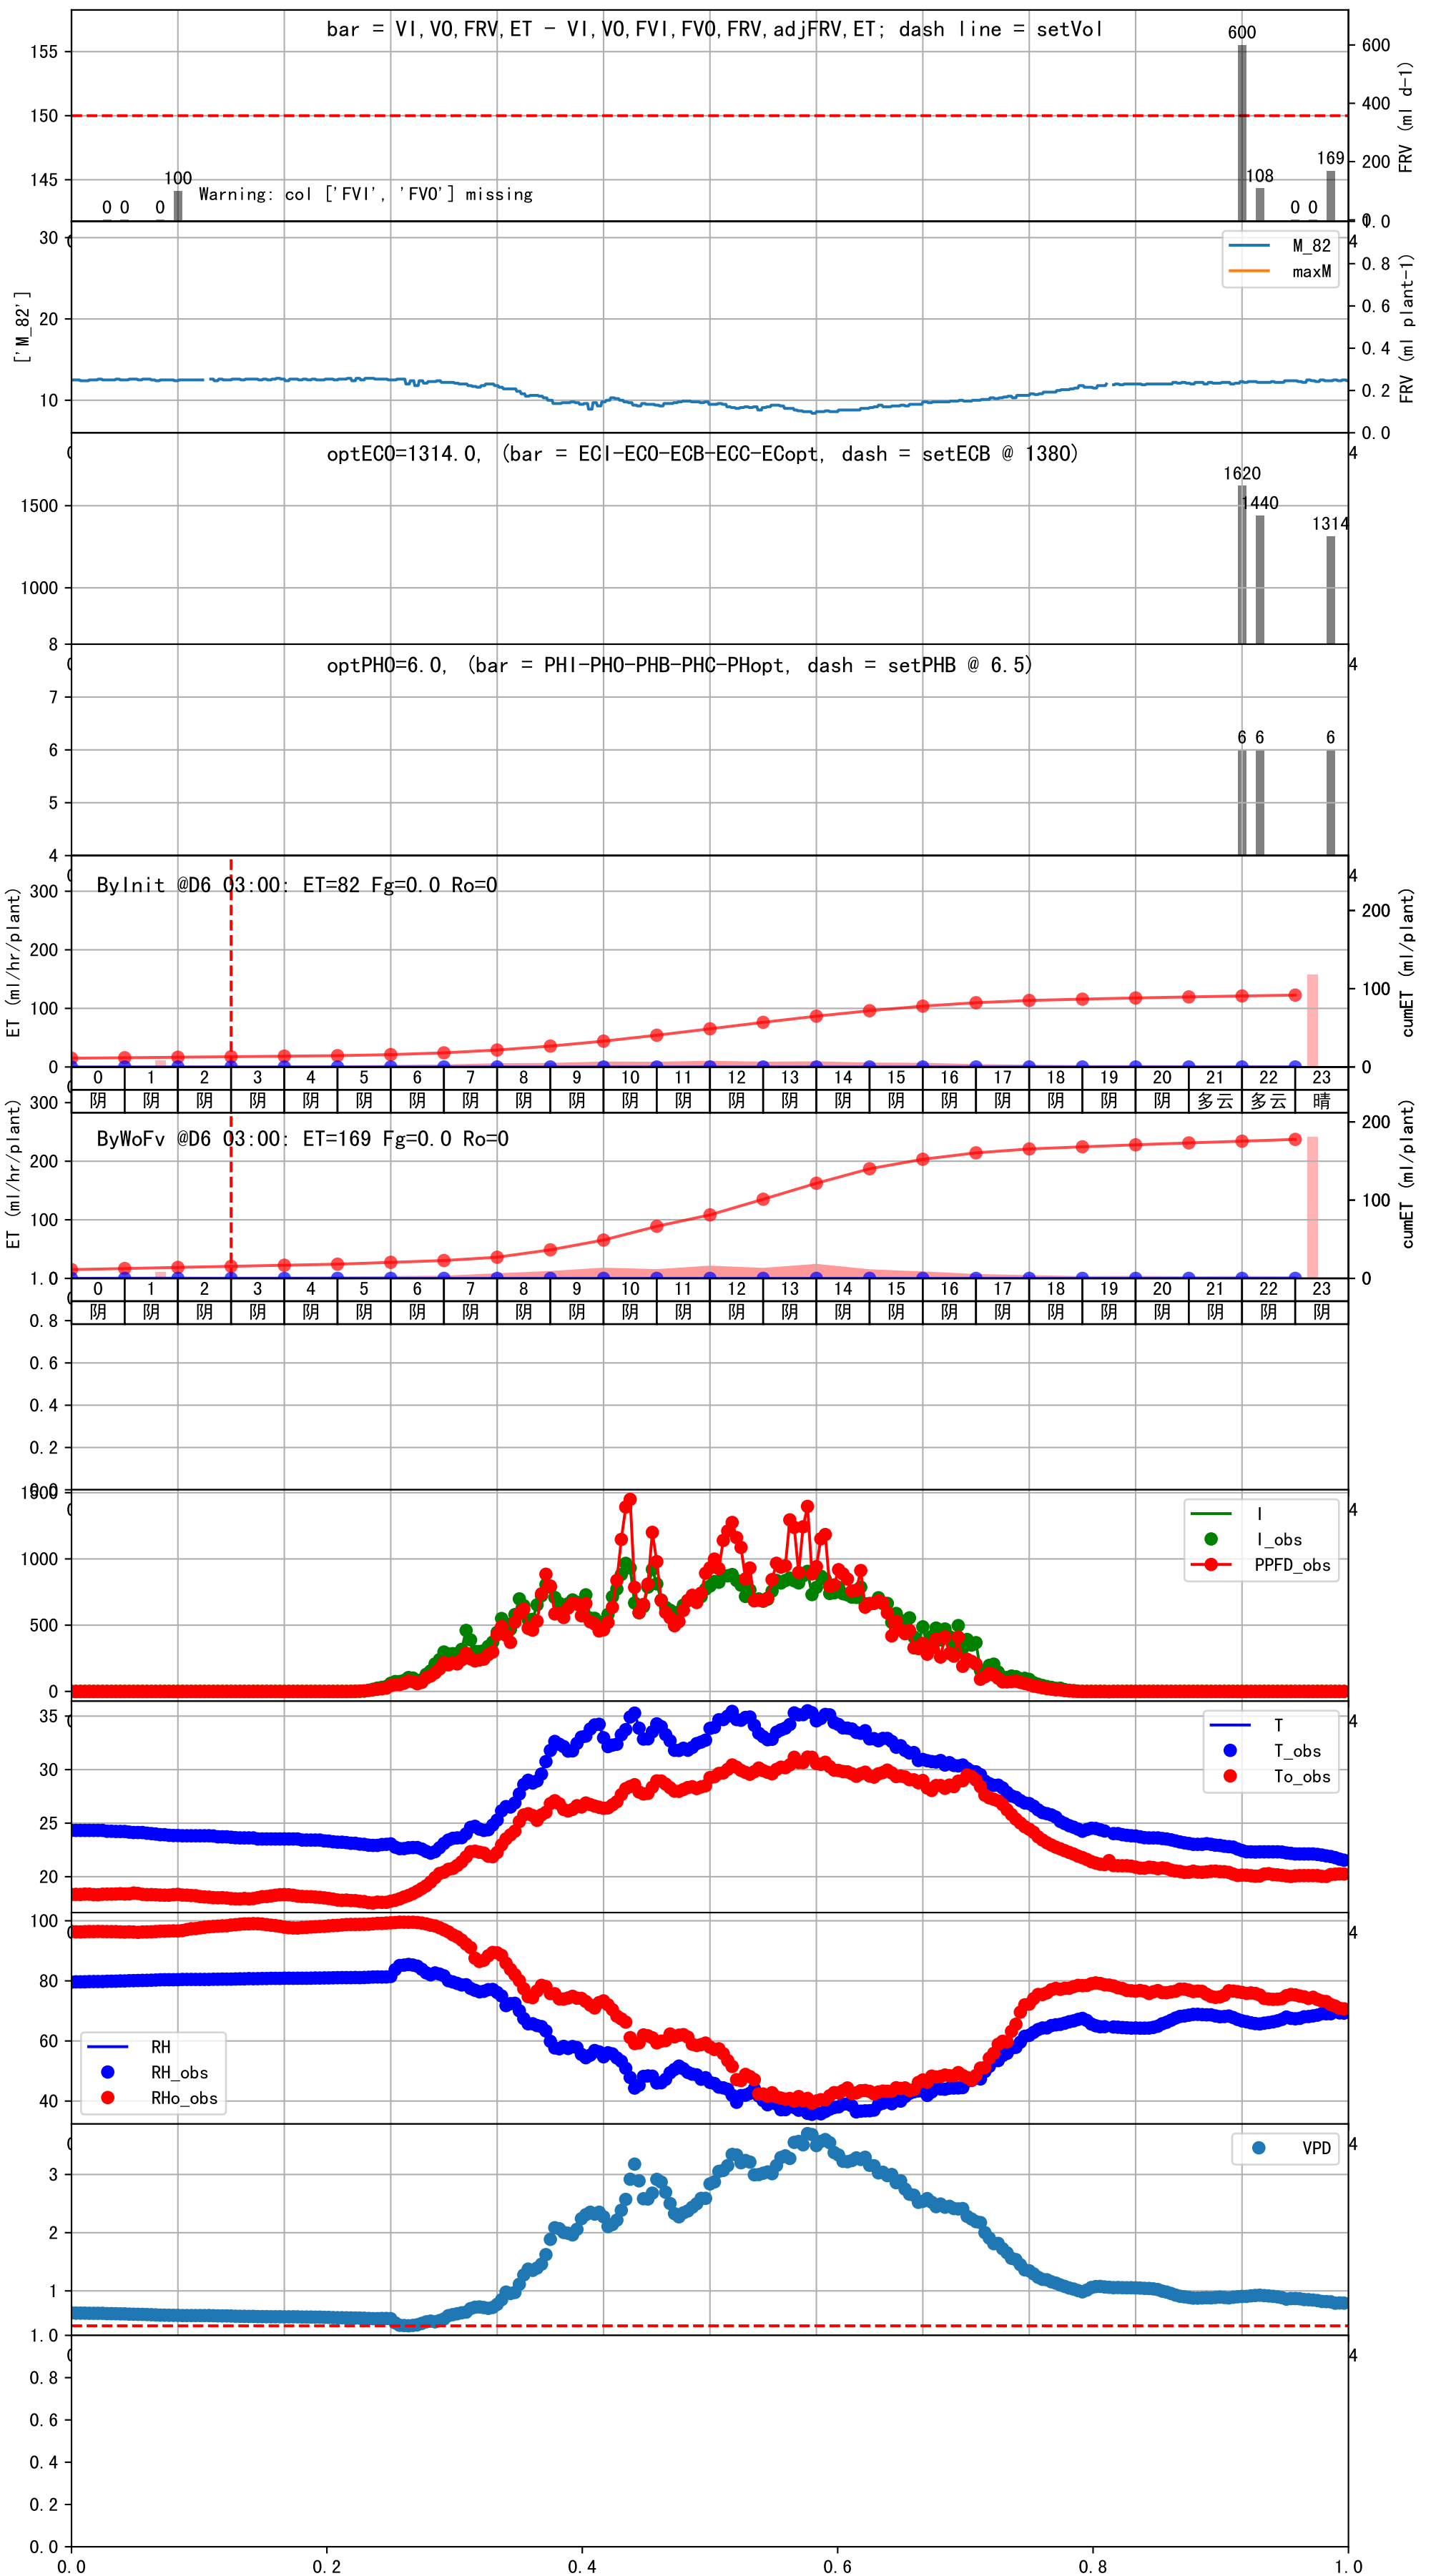 bar = VI,VO,FRV,ET - VI,VO,FVI,FVO,FRV,adjFRV,ET; dash line = setVol
155
150
145
600
400
200
0
FRV (ml d-1)
0 0 0 100
Warning: col ['FVI', 'FVO'] missing
600 108 0 0 169
['M_82']
30
20
10
M_82
maxM
1.0
0.8
0.6
0.4
0.2
0.0
FRV (ml plant-1)
optECO=1314.0, (bar = ECI-ECO-ECB-ECC-ECopt, dash = setECB @ 1380)
1500
1000
1620
1440
1314
optPHO=6.0, (bar = PHI-PHO-PHB-PHC-PHopt, dash = setPHB @ 6.5)
8
7
6
5
4
6 6 6
ByInit @D6 03:00: ET=82 Fg=0.0 Ro=0
ET (ml/hr/plant)
300
200
100
0
200
100
0
cumET (ml/plant)
0 1 2 3 4 5 6 7 8 9 10 11 12 13 14 15 16 17 18 19 20 21 22 23
阴 阴 阴 阴 阴 阴 阴 阴 阴 阴 阴 阴 阴 阴 阴 阴 阴 阴 阴 阴 阴 多云 多云 晴
ByWoFv @D6 03:00: ET=169 Fg=0.0 Ro=0
ET (ml/hr/plant)
300
200
100
200
100
0
cumET (ml/plant)
0 1 2 3 4 5 6 7 8 9 10 11 12 13 14 15 16 17 18 19 20 21 22 23
阴 阴 阴 阴 阴 阴 阴 阴 阴 阴 阴 阴 阴 阴 阴 阴 阴 阴 阴 阴 阴 阴 阴 阴
1.0
0.8
0.6
0.4
0.2
1500
1000
500
0
I
I_obs
PPFD_obs
35
30
25
20
T
T_obs
To_obs
100
80
60
40
RH
RH_obs
RHo_obs
3
2
1
VPD
1.0
0.8
0.6
0.4
0.2
0.0
0.0 0.2 0.4 0.6 0.8 1.0